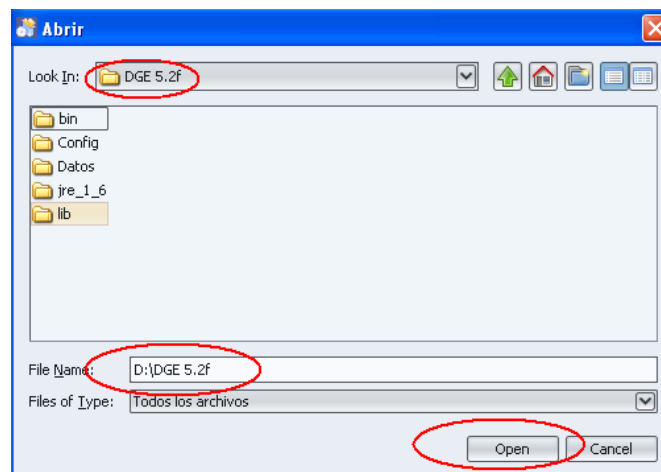 Abrir
Look In: DGE 5.2f
bin
Config
Datos
jre_1_6
lib
File Name: D:\DGE 5.2f
Files of Type: Todos los archivos
Open Cancel